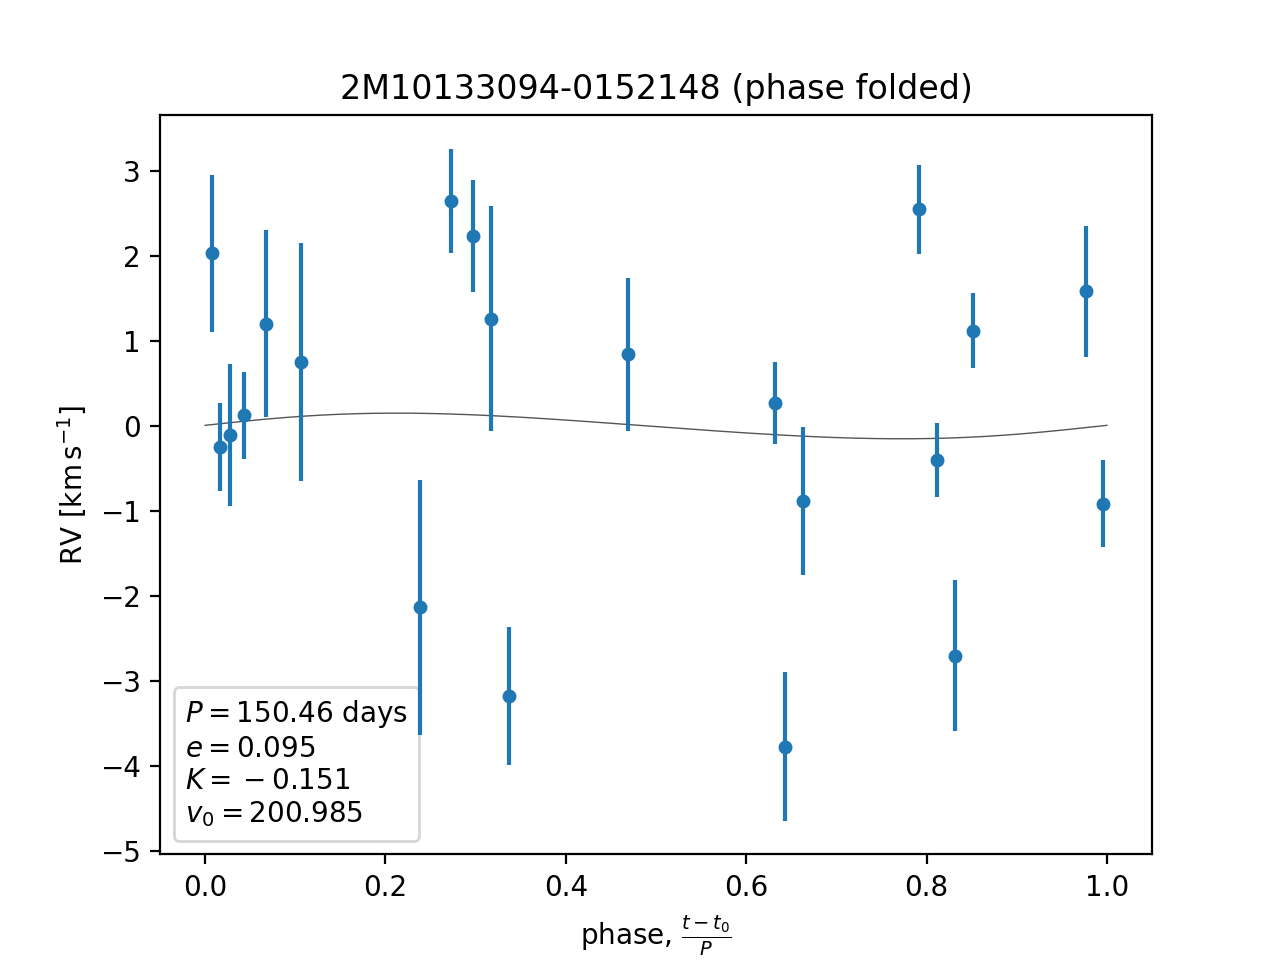 2M10133094-0152148 (phase folded)
RV [km s⁻¹]
3
2
1
0
−1
−2
−3
−4
−5
P = 150.46 days
e = 0.095
K = −0.151
v₀ = 200.985
0.0 0.2 0.4 0.6 0.8 1.0
phase, (t − t₀)/P